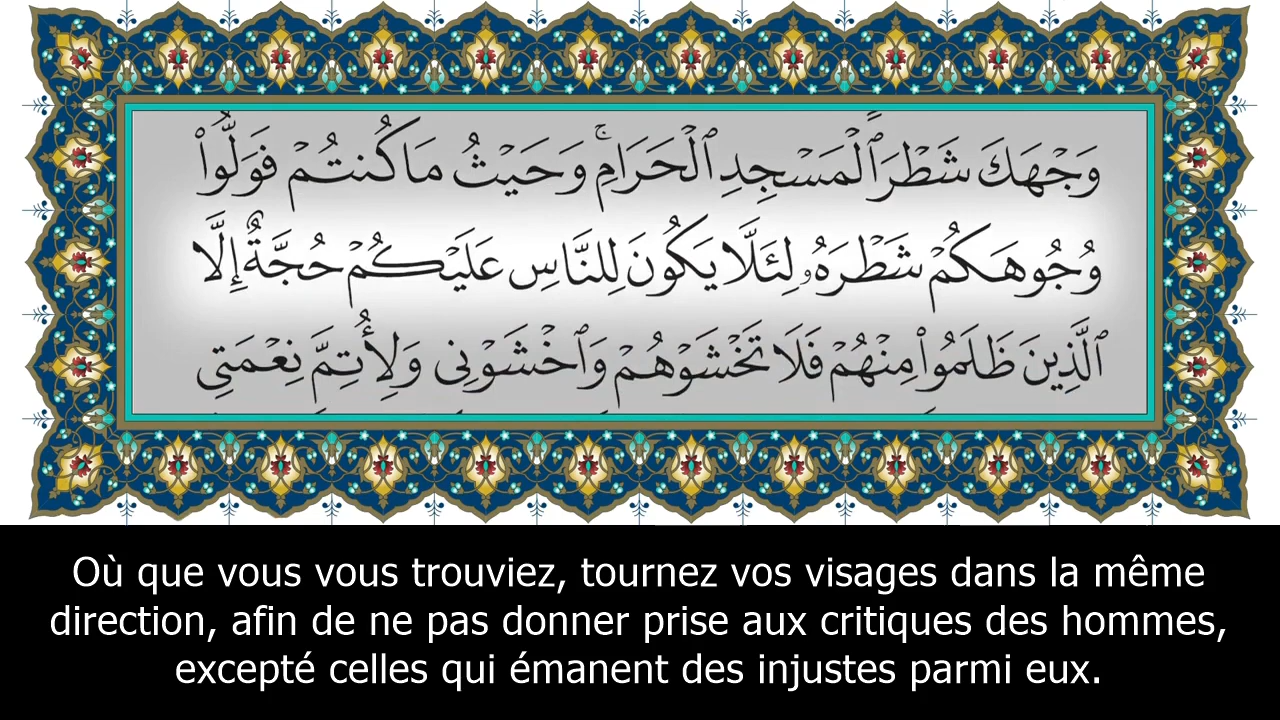 وَجْهَكَ شَطْرَ ٱلْمَسْجِدِ ٱلْحَرَامِ ۚ وَحَيْثُ مَا كُنتُمْ فَوَلُّوا۟
وُجُوهَكُمْ شَطْرَهُۥ لِئَلَّا يَكُونَ لِلنَّاسِ عَلَيْكُمْ حُجَّةٌ إِلَّا
ٱلَّذِينَ ظَلَمُوا۟ مِنْهُمْ فَلَا تَخْشَوْهُمْ وَٱخْشَوْنِى وَلِأُتِمَّ نِعْمَتِى
Où que vous vous trouviez, tournez vos visages dans la même
direction, afin de ne pas donner prise aux critiques des hommes,
excepté celles qui émanent des injustes parmi eux.